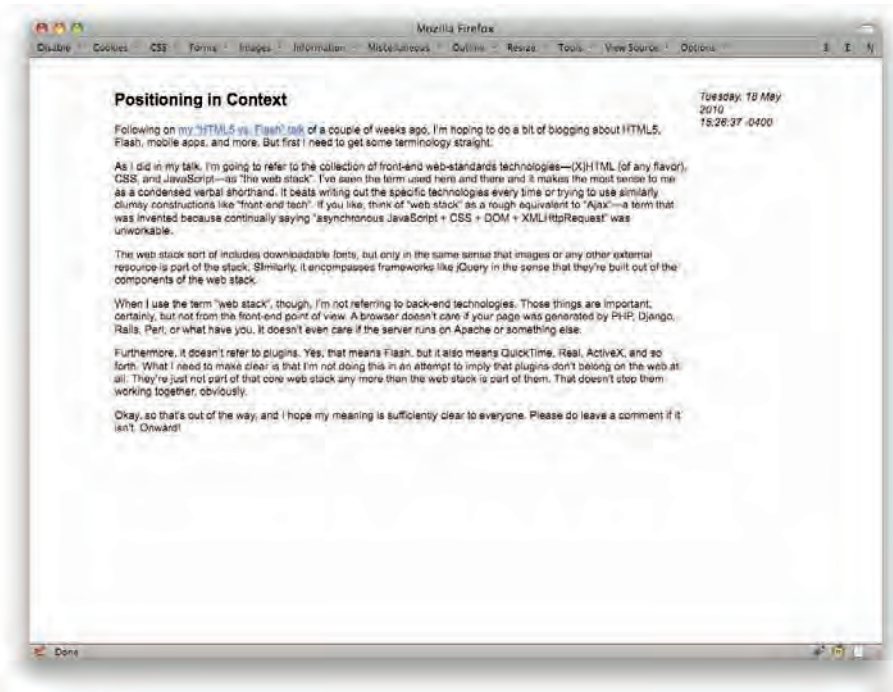 Mozilla Firefox
Disable Cookies CSS Forms Images Information Miscellaneous Outline Resize Tools View Source Options
Positioning in Context
Tuesday, 18 May
2010
15:26:37 -0400
Following on my "HTML5 vs. Flash" talk of a couple of weeks ago, I'm hoping to do a bit of blogging about HTML5,
Flash, mobile apps, and more. But first I need to get some terminology straight.
As I did in my talk, I'm going to refer to the collection of front-end web-standards technologies—(X)HTML (of any flavor),
CSS, and JavaScript—as "the web stack". I've seen the term used here and there and it makes the most sense to me
as a condensed verbal shorthand. It beats writing out the specific technologies every time or trying to use similarly
clumsy constructions like "front-end tech". If you like, think of "web stack" as a rough equivalent to "Ajax"—a term that
was invented because continually saying "asynchronous JavaScript + CSS + DOM + XMLHttpRequest" was
unworkable.
The web stack sort of includes downloadable fonts, but only in the same sense that images or any other external
resource is part of the stack. SImilarly, it encompasses frameworks like jQuery in the sense that they're built out of the
components of the web stack.
When I use the term "web stack", though, I'm not referring to back-end technologies. Those things are important,
certainly, but not from the front-end point of view. A browser doesn't care if your page was generated by PHP, Django,
Rails, Perl, or what have you. It doesn't even care if the server runs on Apache or something else.
Furthermore, it doesn't refer to plugins. Yes, that means Flash, but it also means QuickTime, Real, ActiveX, and so
forth. What I need to make clear is that I'm not doing this in an attempt to imply that plugins don't belong on the web at
all. They're just not part of that core web stack any more than the web stack is part of them. That doesn't stop them
working together, obviously.
Okay, so that's out of the way, and I hope my meaning is sufficiently clear to everyone. Please do leave a comment if it
isn't. Onward!
Done